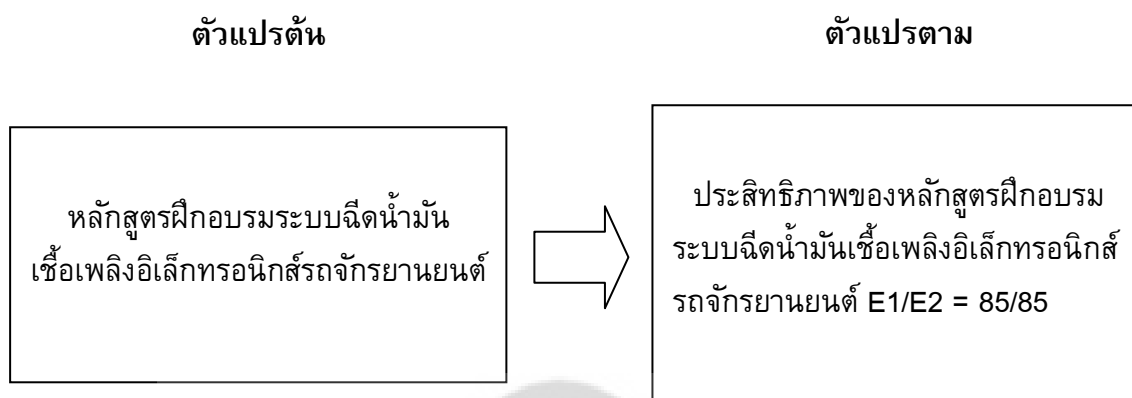 ตัวแปรต้น
ตัวแปรตาม
หลักสูตรฝึกอบรมระบบฉีดน้ำมัน
เชื้อเพลิงอิเล็กทรอนิกส์รถจักรยานยนต์
ประสิทธิภาพของหลักสูตรฝึกอบรม
ระบบฉีดน้ำมันเชื้อเพลิงอิเล็กทรอนิกส์
รถจักรยานยนต์ E1/E2 = 85/85